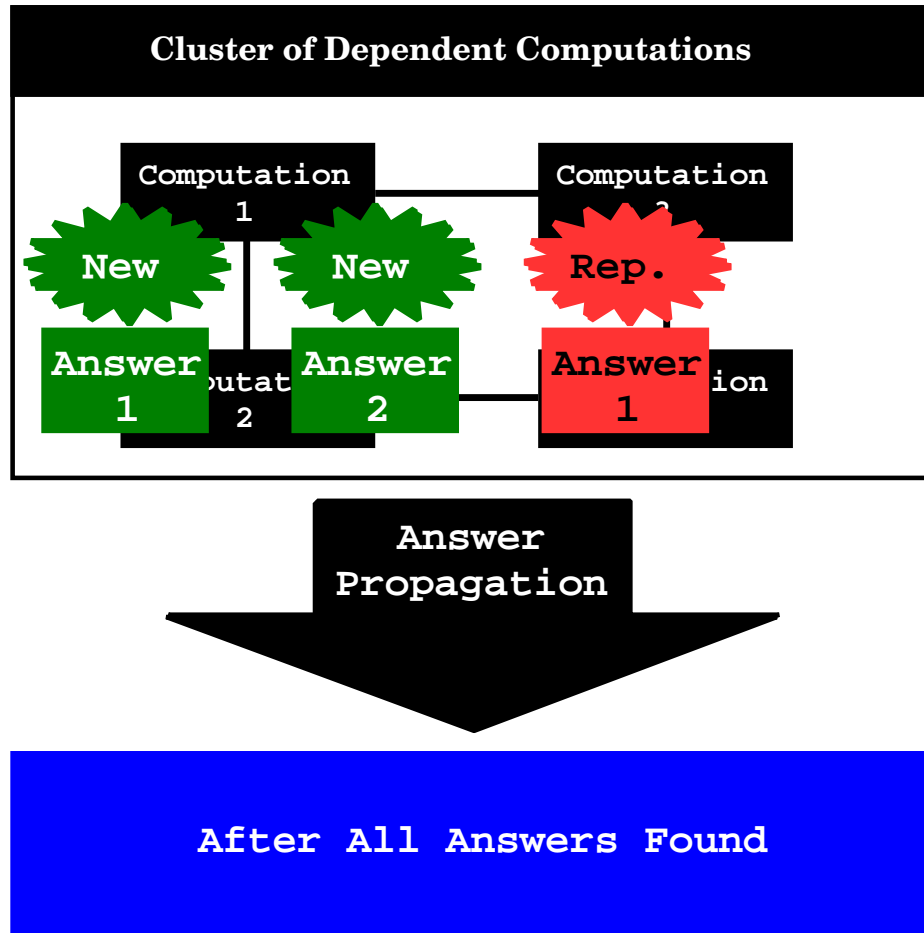 Cluster of Dependent Computations
Computation
1
Computation
New
New
Rep.
Answer
1
2
Answer
2
Answer
1
Answer
Propagation
After All Answers Found